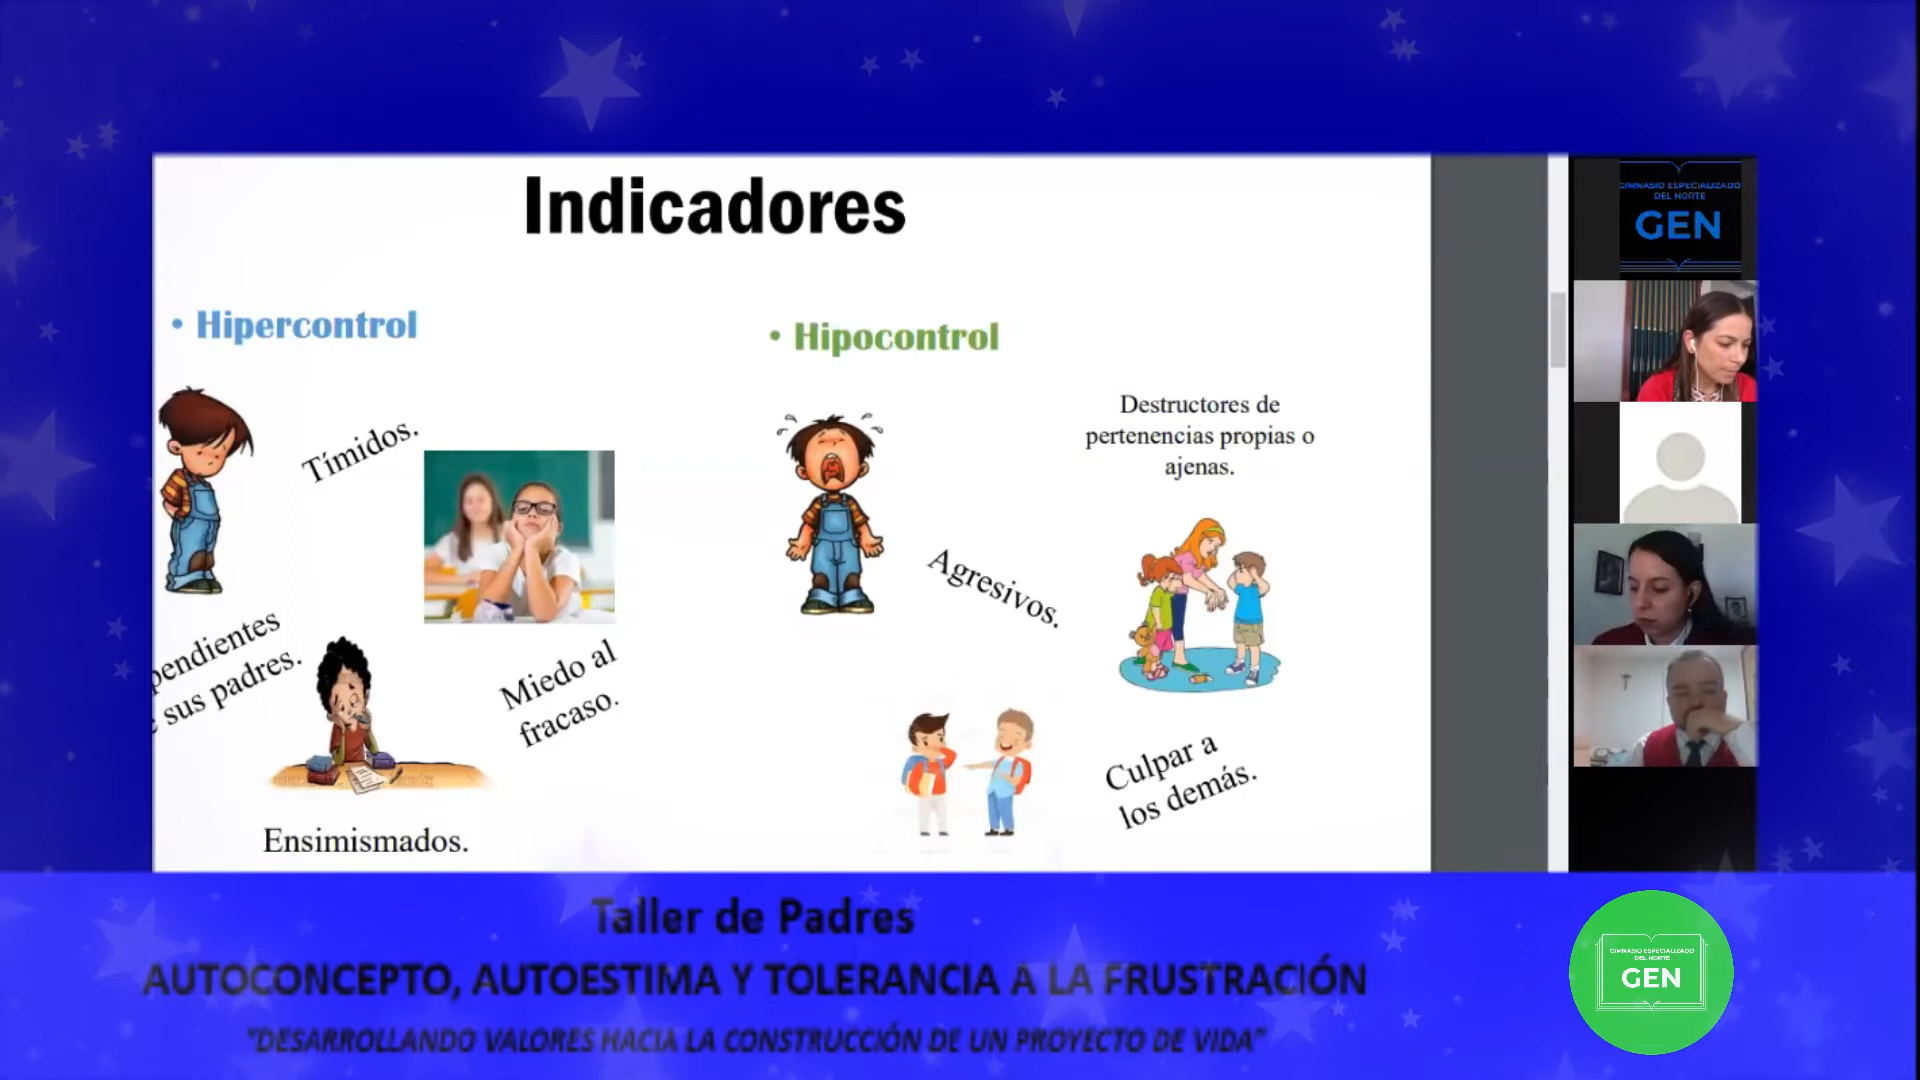 Indicadores
• Hipercontrol
• Hipocontrol
Tímidos.
Destructores de
pertenencias propias o
ajenas.
Agresivos.
pendientes
sus padres.
Miedo al
fracaso.
Culpar a
los demás.
Ensimismados.
GIMNASIO ESPECIALIZADO
DEL NORTE
GEN
Taller de Padres
AUTOCONCEPTO, AUTOESTIMA Y TOLERANCIA A LA FRUSTRACIÓN
"DESARROLLANDO VALORES HACIA LA CONSTRUCCIÓN DE UN PROYECTO DE VIDA"
GIMNASIO ESPECIALIZADO
DEL NORTE
GEN